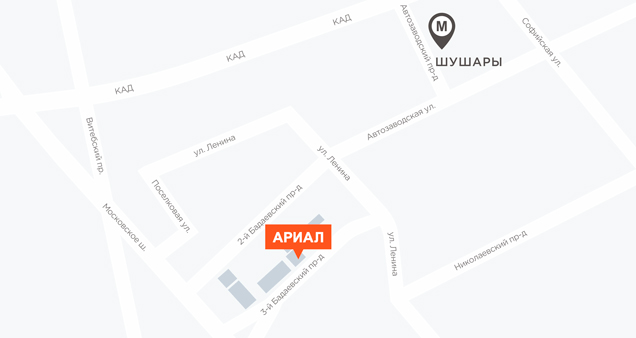 КАД
Автозаводский пр-д
М
Софийская ул.
КАД
ШУШАРЫ
КАД
Автозаводская ул.
Витебский пр.
ул. Ленина
ул. Ленина
Поселковая ул.
2-й Бадаевский пр-д
Московское ш.
АРИАЛ
ул. Ленина
Николаевский пр-д
3-й Бадаевский пр-д